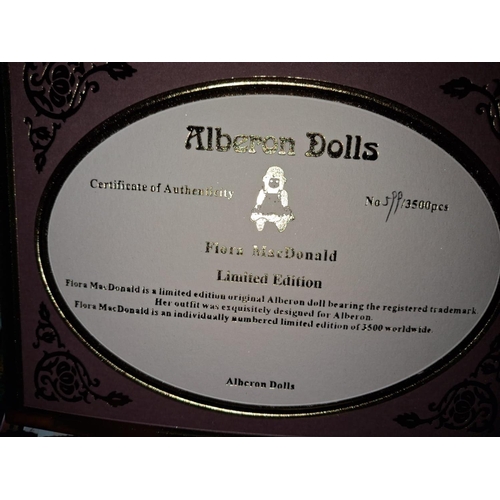 Alberon Dolls
Certificate of Authenticity
No /3500pcs
Flora MacDonald
Limited Edition
Flora MacDonald is a limited edition original Alberon doll bearing the registered trademark.
Her outfit was exquisitely designed for Alberon.
Flora MacDonald is an individually numbered limited edition of 3500 worldwide.
Alberon Dolls